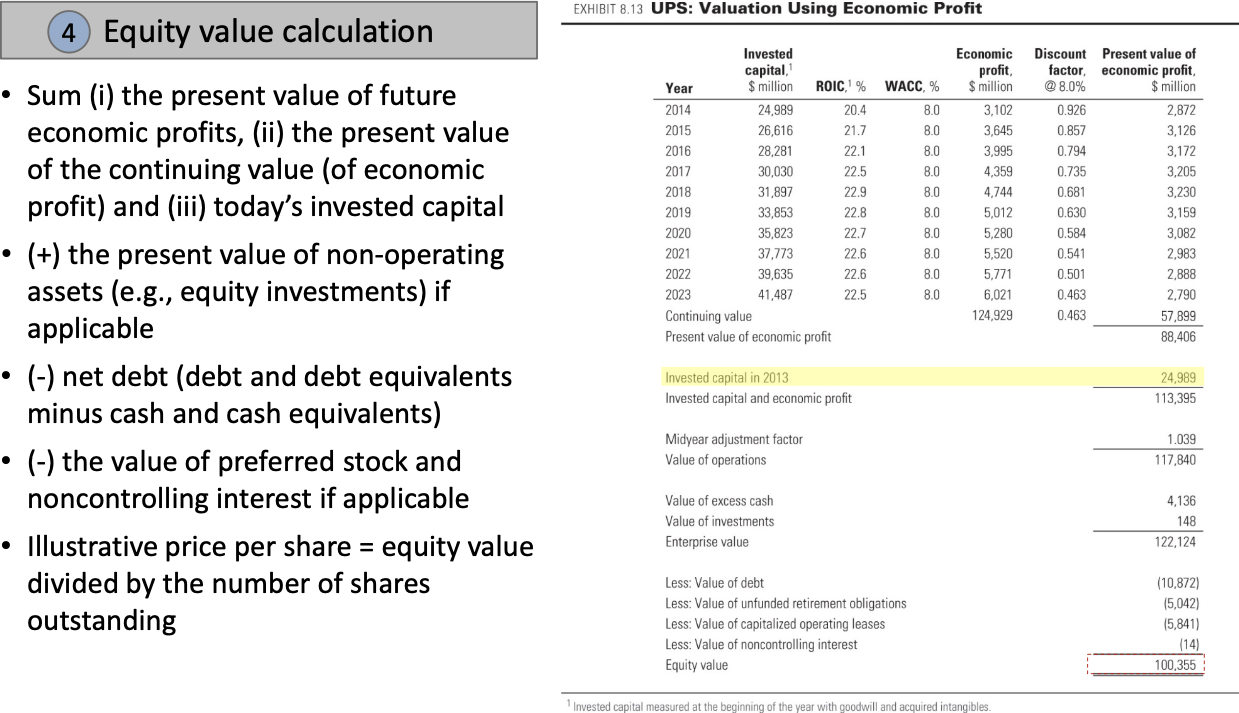 4 Equity value calculation
• Sum (i) the present value of future
economic profits, (ii) the present value
of the continuing value (of economic
profit) and (iii) today’s invested capital
• (+) the present value of non-operating
assets (e.g., equity investments) if
applicable
• (-) net debt (debt and debt equivalents
minus cash and cash equivalents)
• (-) the value of preferred stock and
noncontrolling interest if applicable
• Illustrative price per share = equity value
divided by the number of shares
outstanding
EXHIBIT 8.13 UPS: Valuation Using Economic Profit
Invested Economic Discount Present value of
capital,1 profit, factor, economic profit,
Year $ million ROIC,1 % WACC, % $ million @ 8.0% $ million
2014 24,989 20.4 8.0 3,102 0.926 2,872
2015 26,616 21.7 8.0 3,645 0.857 3,126
2016 28,281 22.1 8.0 3,995 0.794 3,172
2017 30,030 22.5 8.0 4,359 0.735 3,205
2018 31,897 22.9 8.0 4,744 0.681 3,230
2019 33,853 22.8 8.0 5,012 0.630 3,159
2020 35,823 22.7 8.0 5,280 0.584 3,082
2021 37,773 22.6 8.0 5,520 0.541 2,983
2022 39,635 22.6 8.0 5,771 0.501 2,888
2023 41,487 22.5 8.0 6,021 0.463 2,790
Continuing value 124,929 0.463 57,899
Present value of economic profit 88,406
Invested capital in 2013 24,989
Invested capital and economic profit 113,395
Midyear adjustment factor 1.039
Value of operations 117,840
Value of excess cash 4,136
Value of investments 148
Enterprise value 122,124
Less: Value of debt (10,872)
Less: Value of unfunded retirement obligations (5,042)
Less: Value of capitalized operating leases (5,841)
Less: Value of noncontrolling interest (14)
Equity value 100,355
1 Invested capital measured at the beginning of the year with goodwill and acquired intangibles.